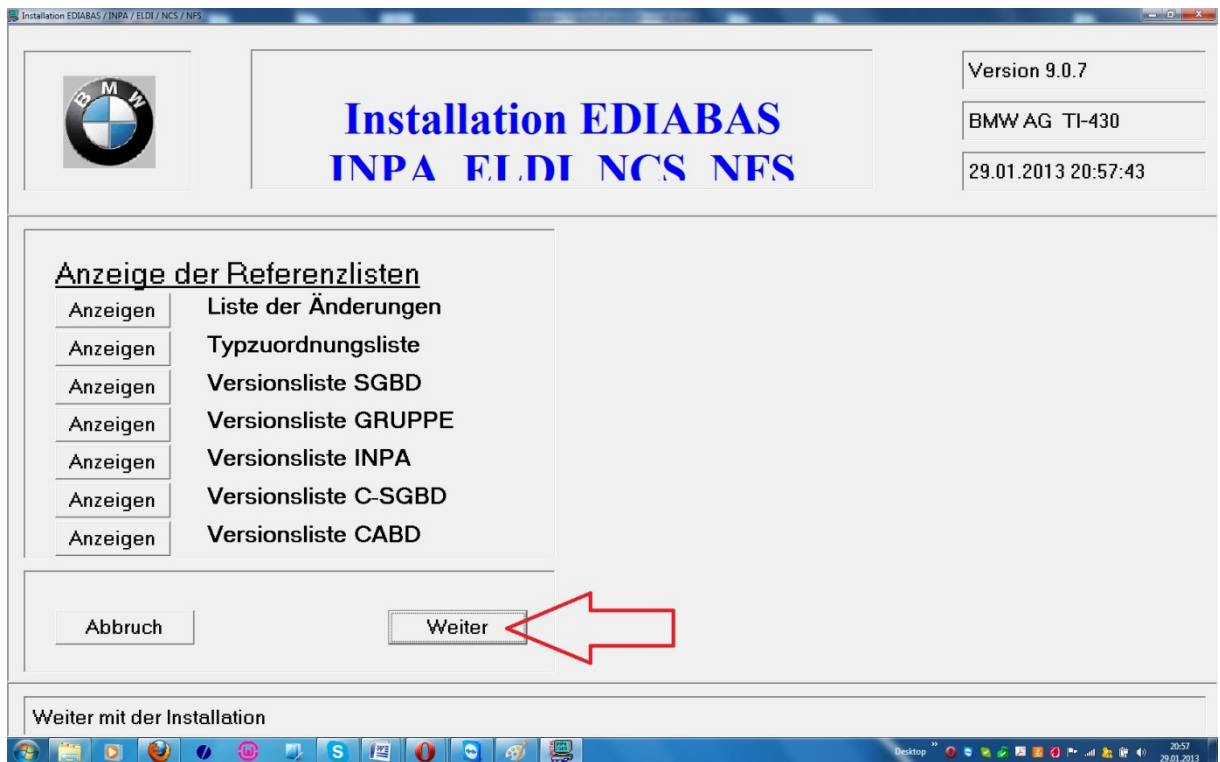 Installation EDIABAS / INPA / ELDI / NCS / NFS
BMW
Installation EDIABAS
INPA ELDI NCS NFS
Version 9.0.7
BMW AG TI-430
29.01.2013 20:57:43
Anzeige der Referenzlisten
Anzeigen Liste der Änderungen
Anzeigen Typzuordnungsliste
Anzeigen Versionsliste SGBD
Anzeigen Versionsliste GRUPPE
Anzeigen Versionsliste INPA
Anzeigen Versionsliste C-SGBD
Anzeigen Versionsliste CABD
Abbruch Weiter
Weiter mit der Installation
Desktop
20:57
29.01.2013